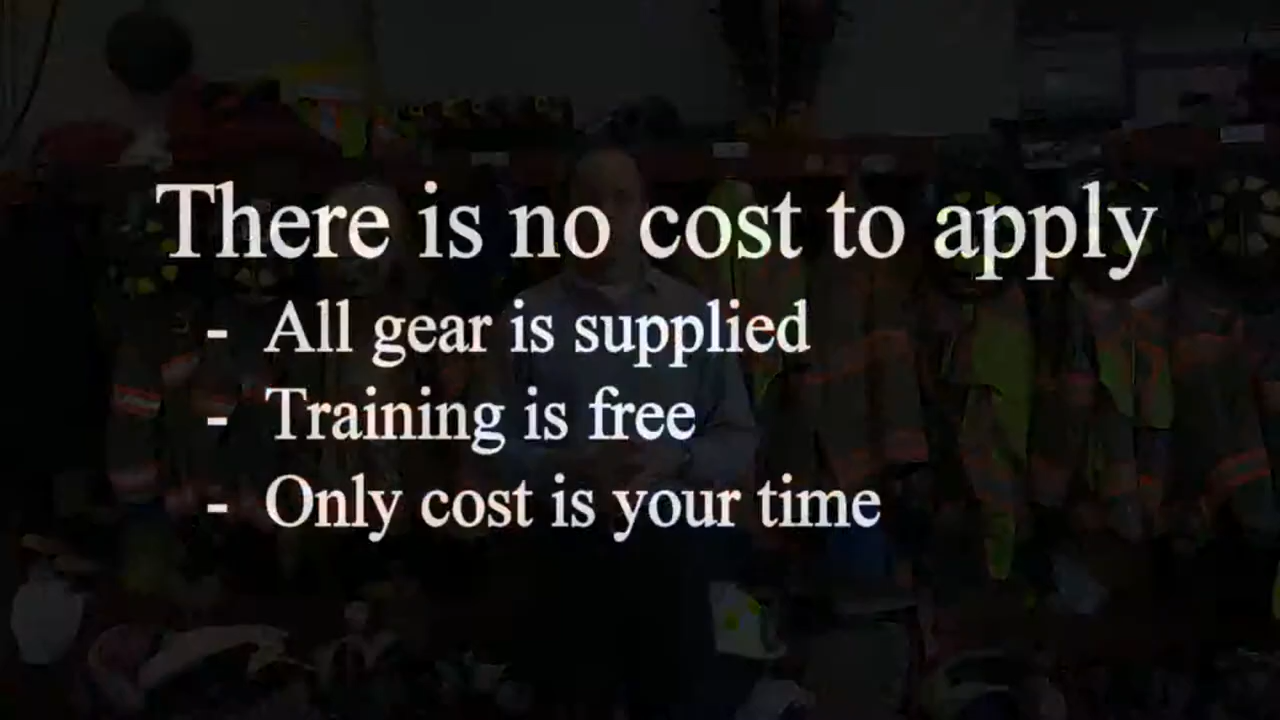 There is no cost to apply
- All gear is supplied
- Training is free
- Only cost is your time